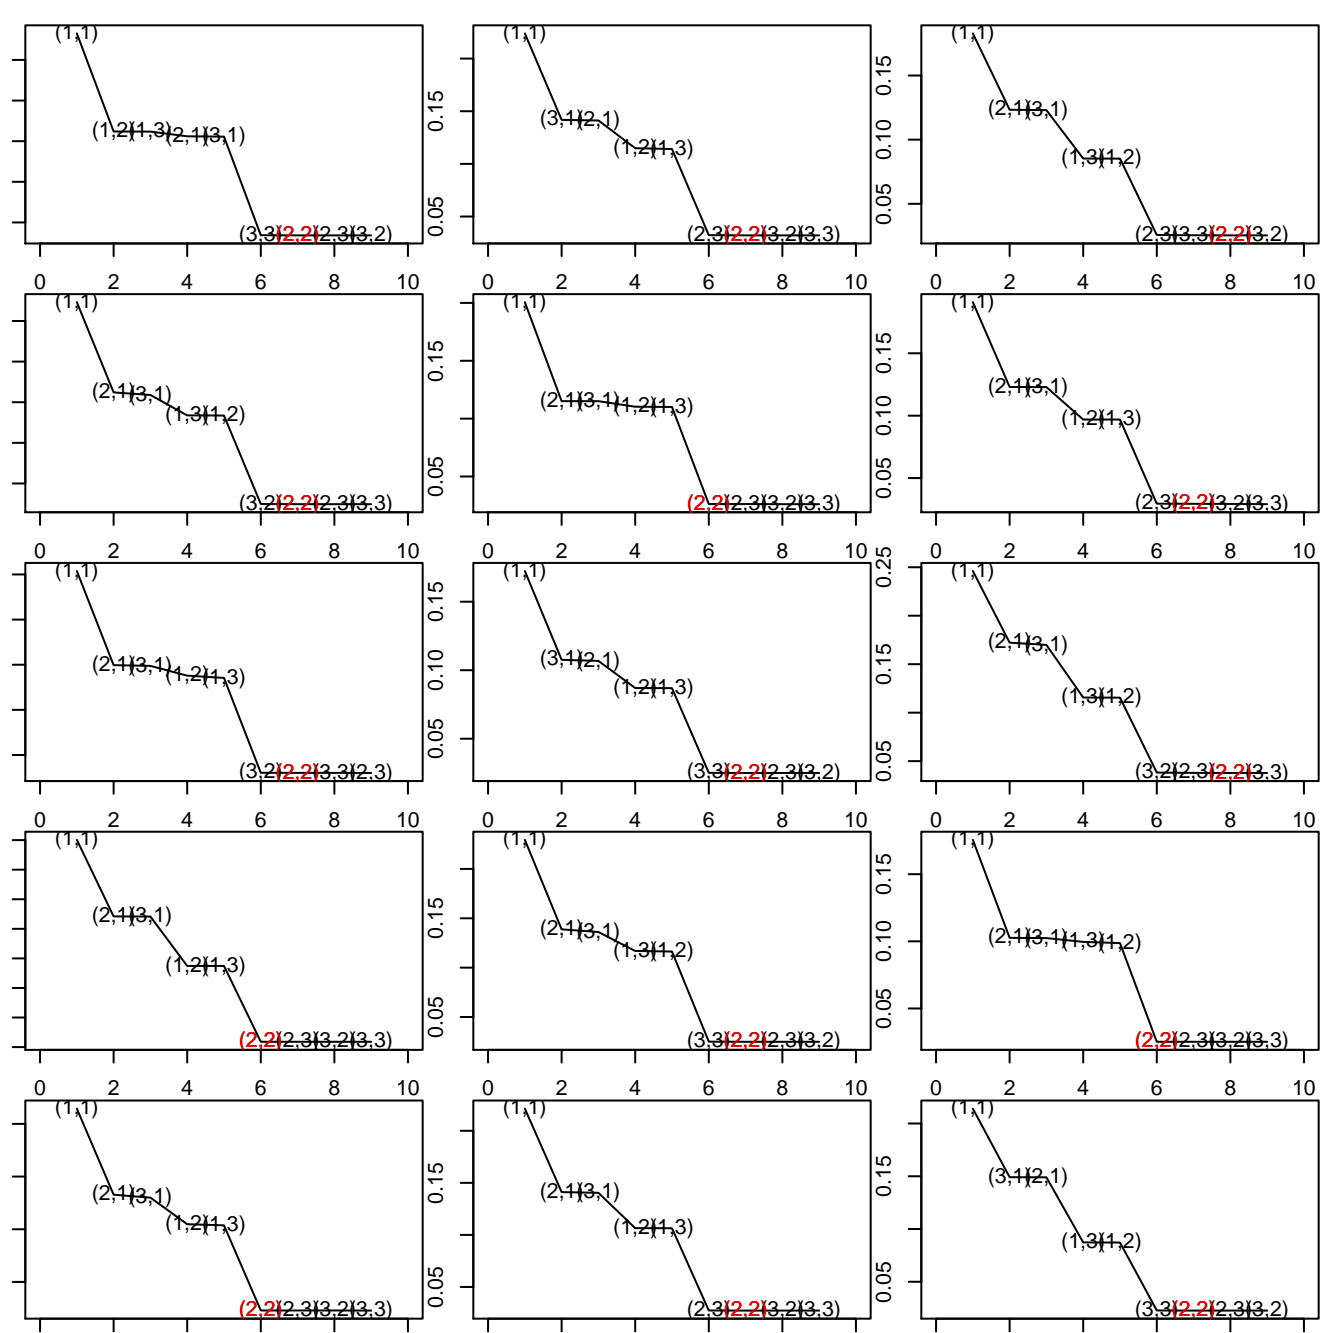 (1,1) (1,1) (1,1)
(1,2) (1,3) (2,1) (3,1) (3,1) (2,1) (1,2) (1,3) (2,1) (3,1) (1,3) (1,2)
(3,3) (2,2) (2,3) (3,2) (2,3) (2,2) (3,2) (3,3) (2,3) (3,3) (2,2) (3,2)
0.05 0.15 0.05 0.10 0.15
0 2 4 6 8 10 0 2 4 6 8 10 0 2 4 6 8 10
(1,1) (1,1) (1,1)
(2,1) (3,1) (1,3) (1,2) (2,1) (3,1) (1,2) (1,3) (2,1) (3,1) (1,2) (1,3)
(3,2) (2,2) (2,3) (3,3) (2,2) (2,3) (3,2) (3,3) (2,3) (2,2) (3,2) (3,3)
0.05 0.15 0.05 0.10 0.15
0 2 4 6 8 10 0 2 4 6 8 10 0 2 4 6 8 10
(1,1) (1,1) (1,1)
(2,1) (3,1) (1,2) (1,3) (3,1) (2,1) (1,2) (1,3) (2,1) (3,1) (1,3) (1,2)
(3,2) (2,2) (3,3) (2,3) (3,3) (2,2) (2,3) (3,2) (3,2) (2,3) (2,2) (3,3)
0.05 0.10 0.15 0.05 0.15 0.25
0 2 4 6 8 10 0 2 4 6 8 10 0 2 4 6 8 10
(1,1) (1,1) (1,1)
(2,1) (3,1) (1,2) (1,3) (2,1) (3,1) (1,3) (1,2) (2,1) (3,1) (1,3) (1,2)
(2,2) (2,3) (3,2) (3,3) (3,3) (2,2) (2,3) (3,2) (2,2) (2,3) (3,2) (3,3)
0.05 0.15 0.05 0.10 0.15
0 2 4 6 8 10 0 2 4 6 8 10 0 2 4 6 8 10
(1,1) (1,1) (1,1)
(2,1) (3,1) (1,2) (1,3) (2,1) (3,1) (1,2) (1,3) (3,1) (2,1) (1,3) (1,2)
(2,2) (2,3) (3,2) (3,3) (2,3) (2,2) (3,2) (3,3) (3,3) (2,2) (2,3) (3,2)
0.05 0.15 0.05 0.15